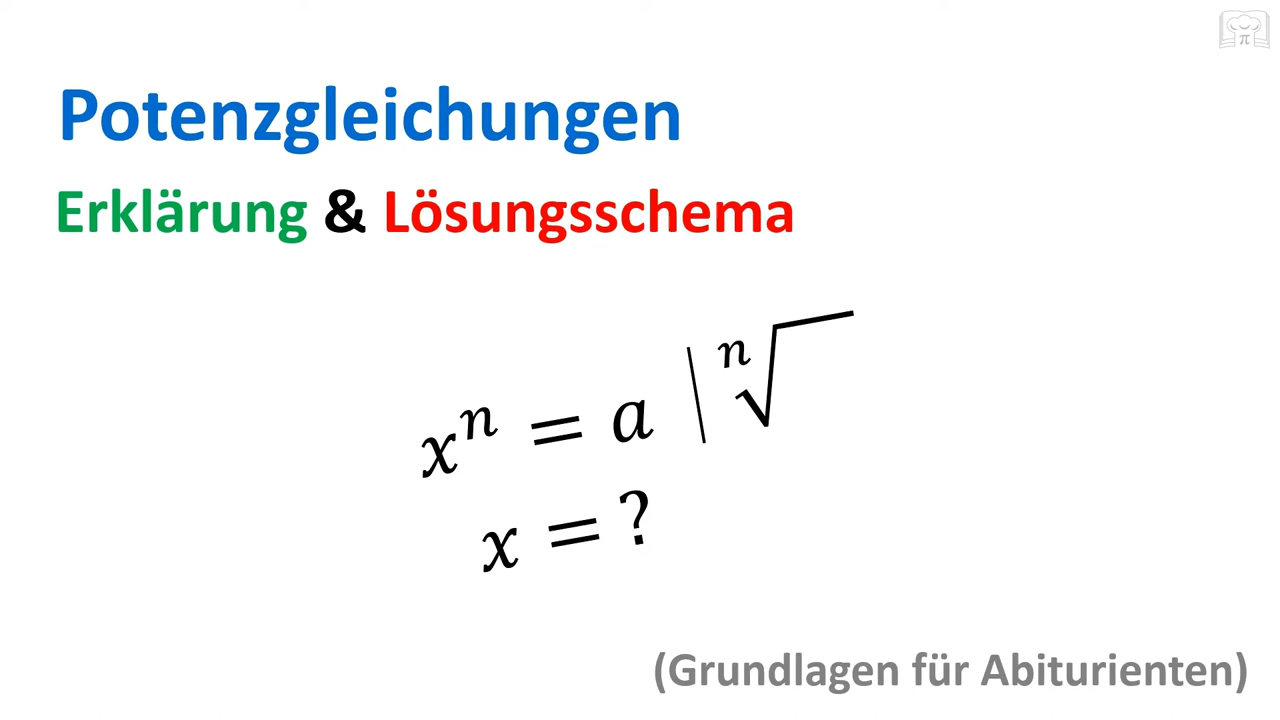 Potenzgleichungen
Erklärung & Lösungsschema
xⁿ = a | ⁿ√
x = ?
(Grundlagen für Abiturienten)
π